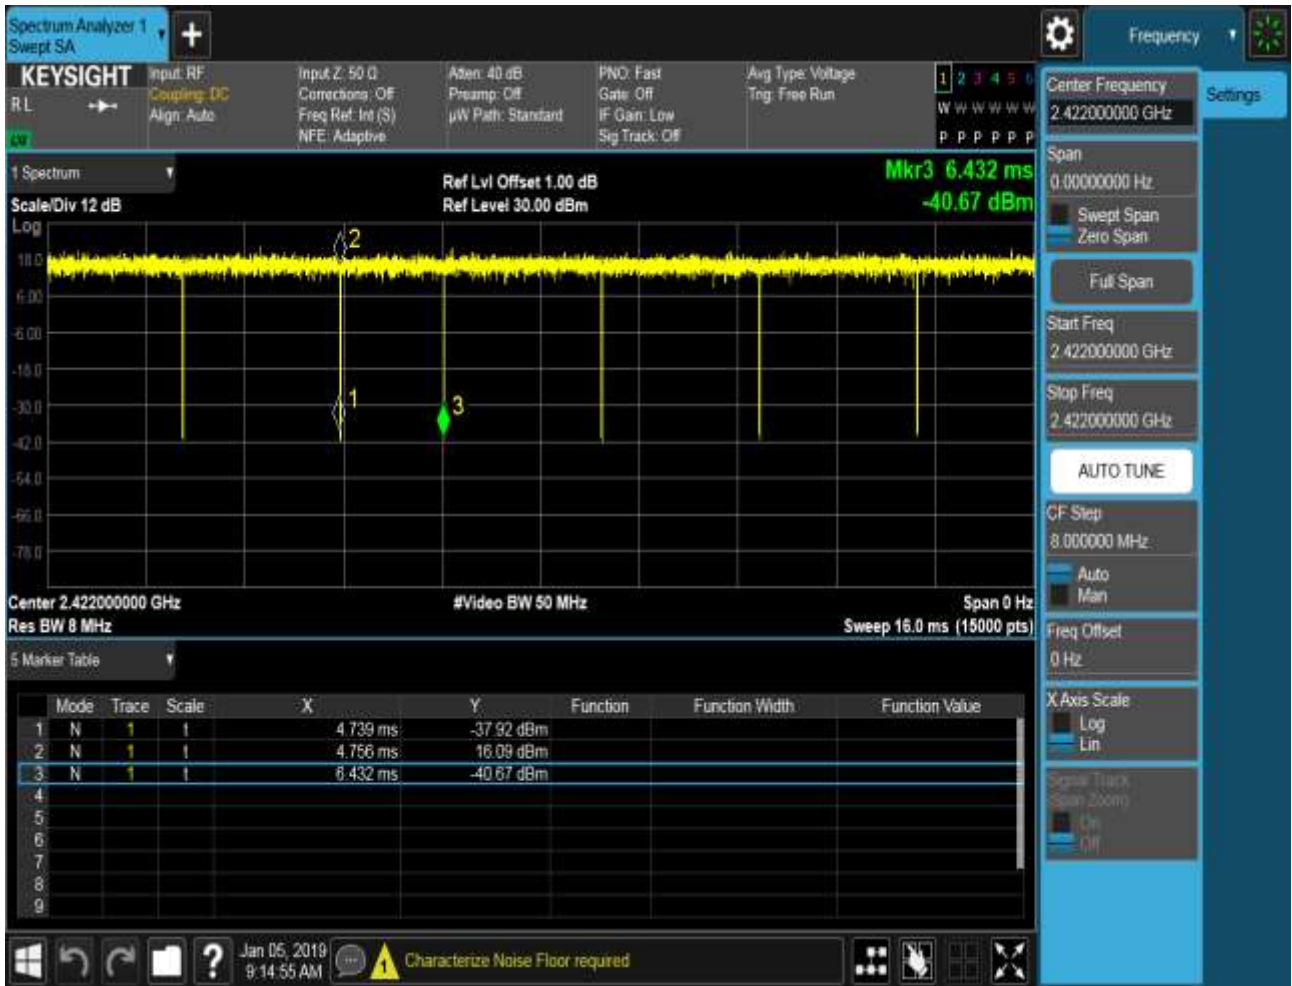 Spectrum Analyzer 1
Swept SA
+
Frequency
KEYSIGHT
RL
Input: RF
Coupling: DC
Align: Auto
Input Z: 50 Ω
Corrections: Off
Freq Ref: Int (S)
NFE: Adaptive
Atten: 40 dB
Preamp: Off
µW Path: Standard
PNO: Fast
Gate: Off
IF Gain: Low
Sig Track: Off
Avg Type: Voltage
Trig: Free Run
1 2 3 4 5 6
W W W W W W
P P P P P P
1 Spectrum
Scale/Div 12 dB
Ref Lvl Offset 1.00 dB
Ref Level 30.00 dBm
Mkr3 6.432 ms
-40.67 dBm
Log
18.0
6.00
-6.00
-18.0
-30.0
-42.0
-54.0
-66.0
-78.0
2
1
3
Center 2.422000000 GHz
#Video BW 50 MHz
Span 0 Hz
Res BW 8 MHz
Sweep 16.0 ms (15000 pts)
5 Marker Table
Mode Trace Scale X Y Function Function Width Function Value
1 N 1 t 4.739 ms -37.92 dBm
2 N 1 t 4.756 ms 16.09 dBm
3 N 1 t 6.432 ms -40.67 dBm
4
5
6
7
8
9
Center Frequency
2.422000000 GHz
Settings
Span
0.00000000 Hz
Swept Span
Zero Span
Full Span
Start Freq
2.422000000 GHz
Stop Freq
2.422000000 GHz
AUTO TUNE
CF Step
8.000000 MHz
Auto
Man
Freq Offset
0 Hz
X Axis Scale
Log
Lin
Signal Track
(Span Zoom)
On
Off
?
Jan 05, 2019
9:14:55 AM
1
Characterize Noise Floor required